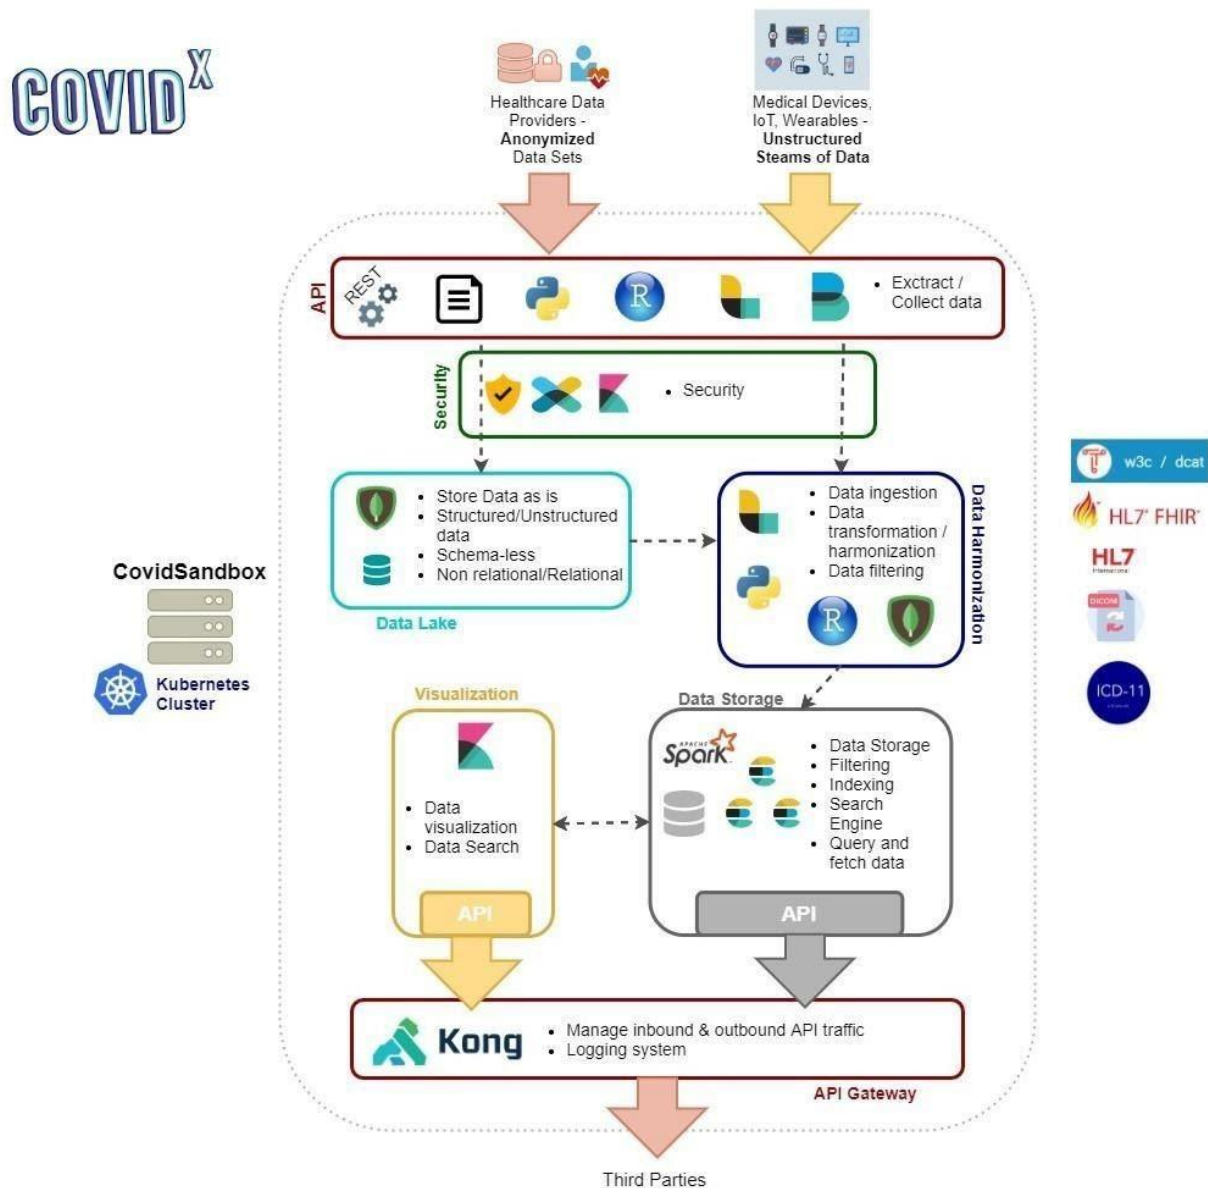 COVID X
Healthcare Data
Providers -
Anonymized
Data Sets
Medical Devices,
IoT, Wearables -
Unstructured
Steams of Data
API
REST
R
• Exctract /
Collect data
Security
• Security
• Store Data as is
• Structured/Unstructured
data
• Schema-less
• Non relational/Relational
Data Lake
• Data ingestion
• Data
transformation /
harmonization
• Data filtering
R
Data Harmonization
w3c / dcat
HL7 FHIR
HL7
International
DICOM
ICD-11
CovidSandbox
Kubernetes
Cluster
Visualization
• Data
visualization
• Data Search
API
Data Storage
APACHE
Spark
• Data Storage
• Filtering
• Indexing
• Search
Engine
• Query and
fetch data
API
Kong
• Manage inbound & outbound API traffic
• Logging system
API Gateway
Third Parties